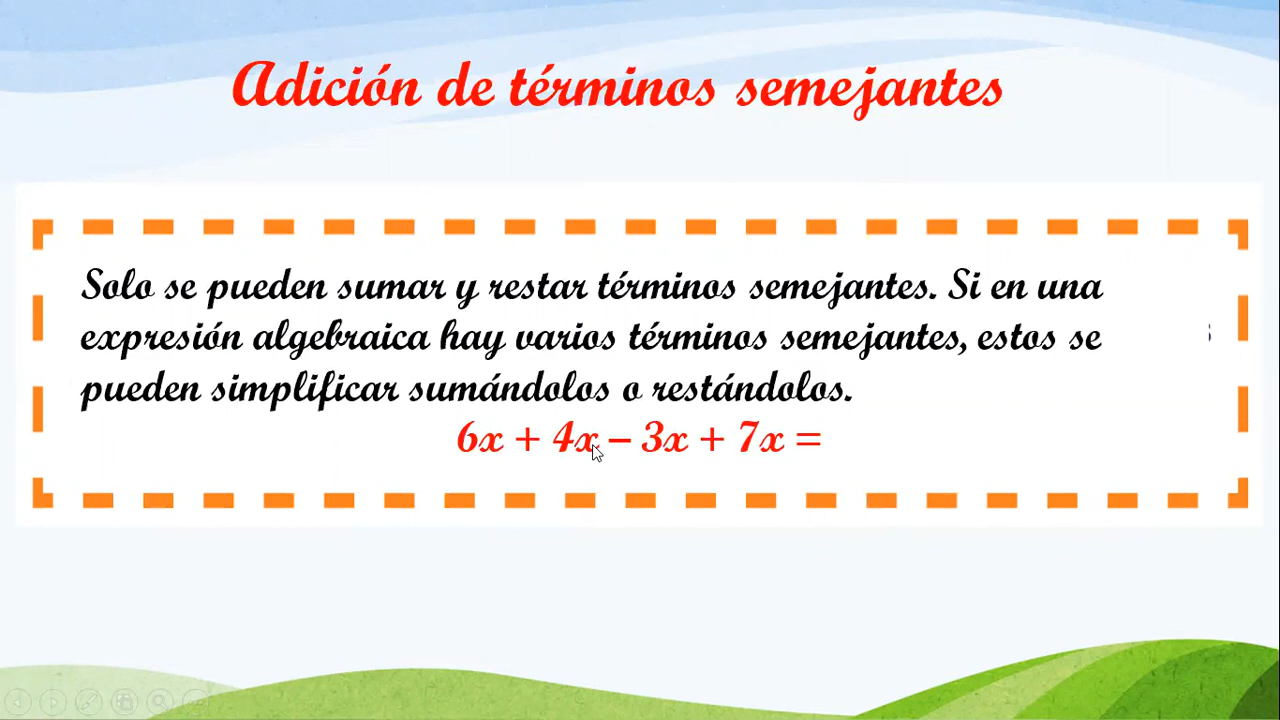 Adición de términos semejantes
Solo se pueden sumar y restar términos semejantes. Si en una
expresión algebraica hay varios términos semejantes, estos se
pueden simplificar sumándolos o restándolos.
6x + 4x – 3x + 7x =